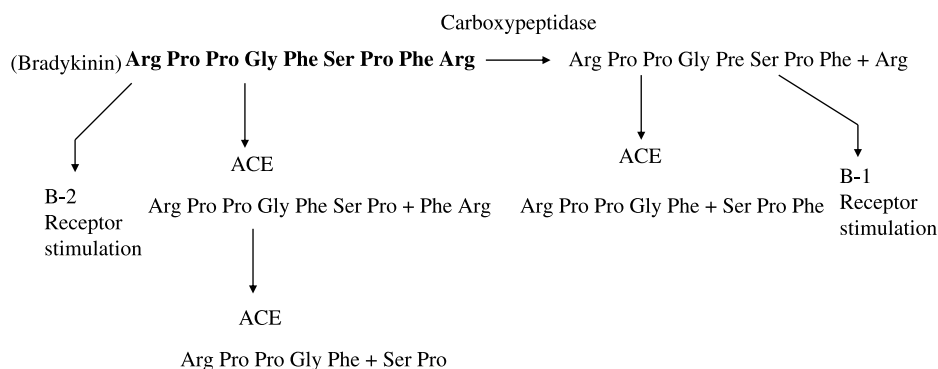 Carboxypeptidase
(Bradykinin) Arg Pro Pro Gly Phe Ser Pro Phe Arg
Arg Pro Pro Gly Pre Ser Pro Phe + Arg
ACE
ACE
B-2
Receptor
stimulation
Arg Pro Pro Gly Phe Ser Pro + Phe Arg
Arg Pro Pro Gly Phe + Ser Pro Phe
B-1
Receptor
stimulation
ACE
Arg Pro Pro Gly Phe + Ser Pro